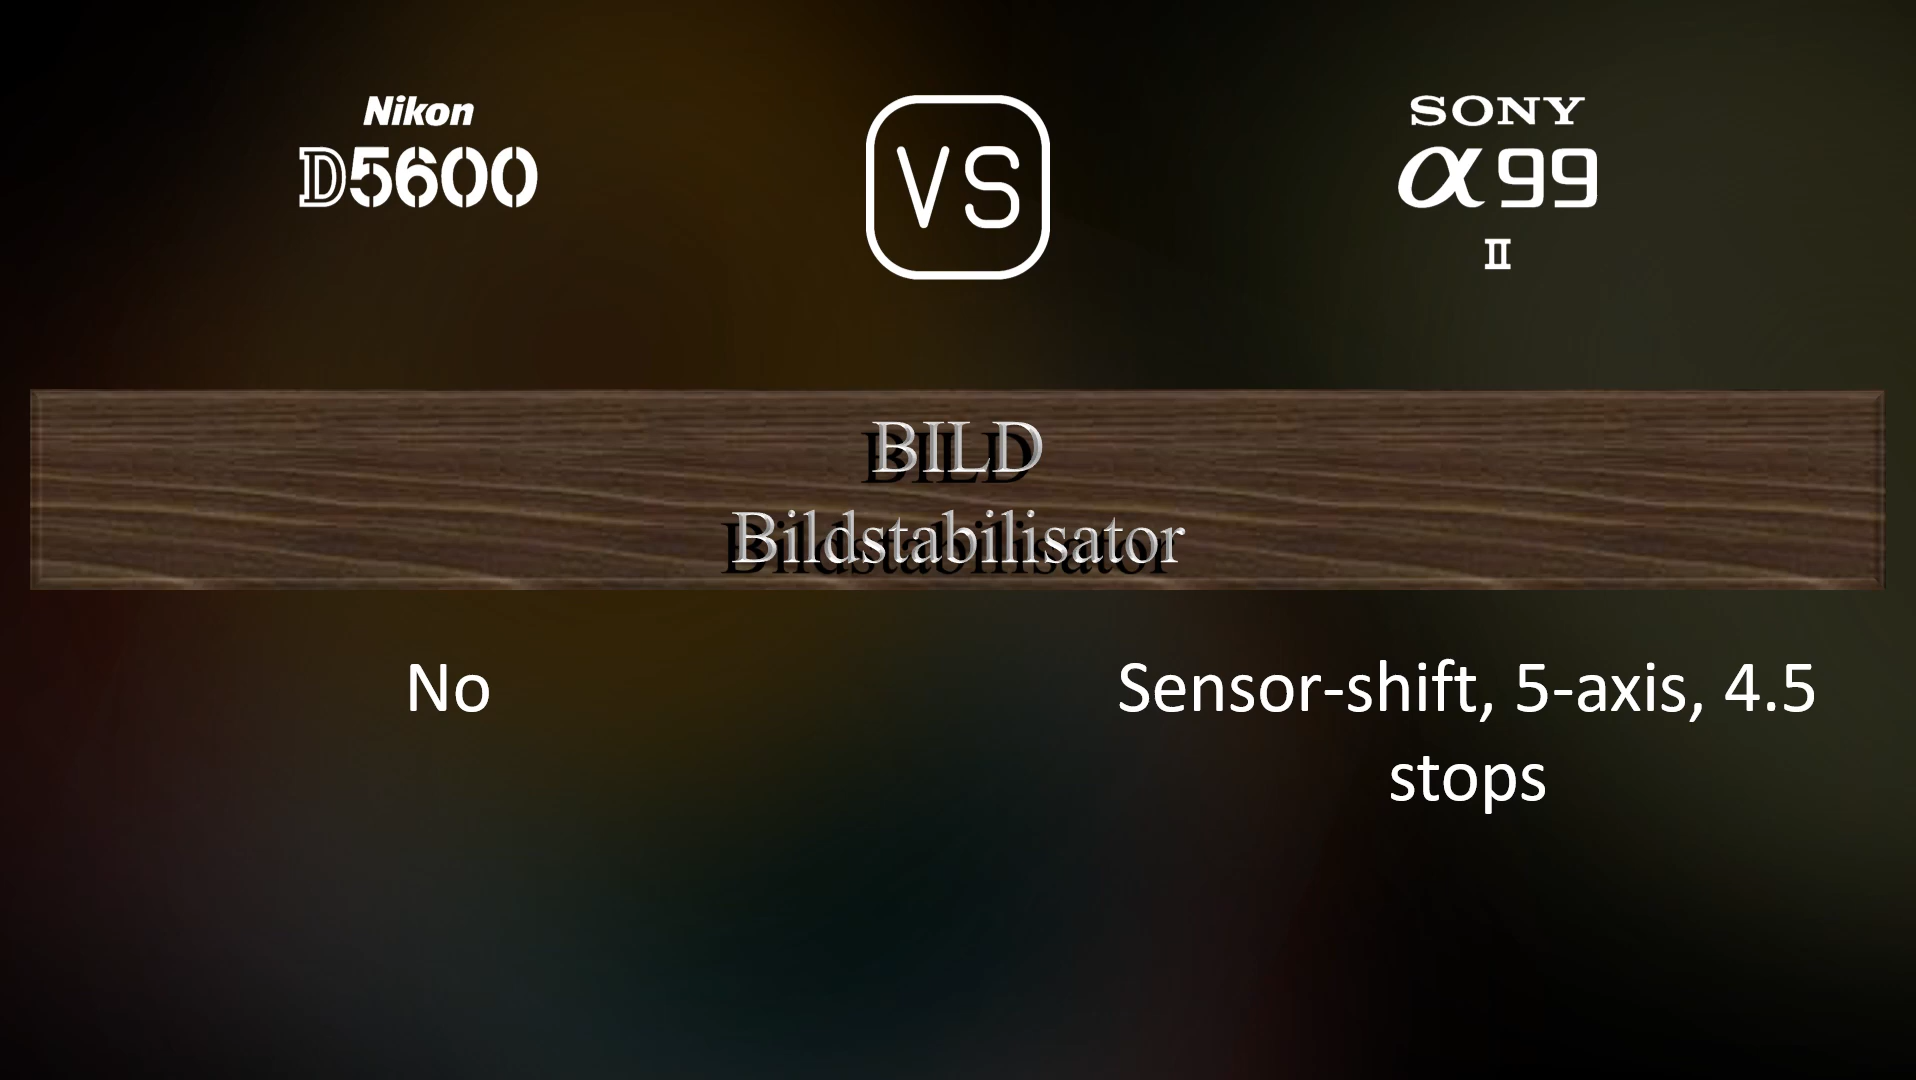 Nikon
D5600
VS
SONY
α99
II
BILD
Bildstabilisator
No
Sensor-shift, 5-axis, 4.5
stops